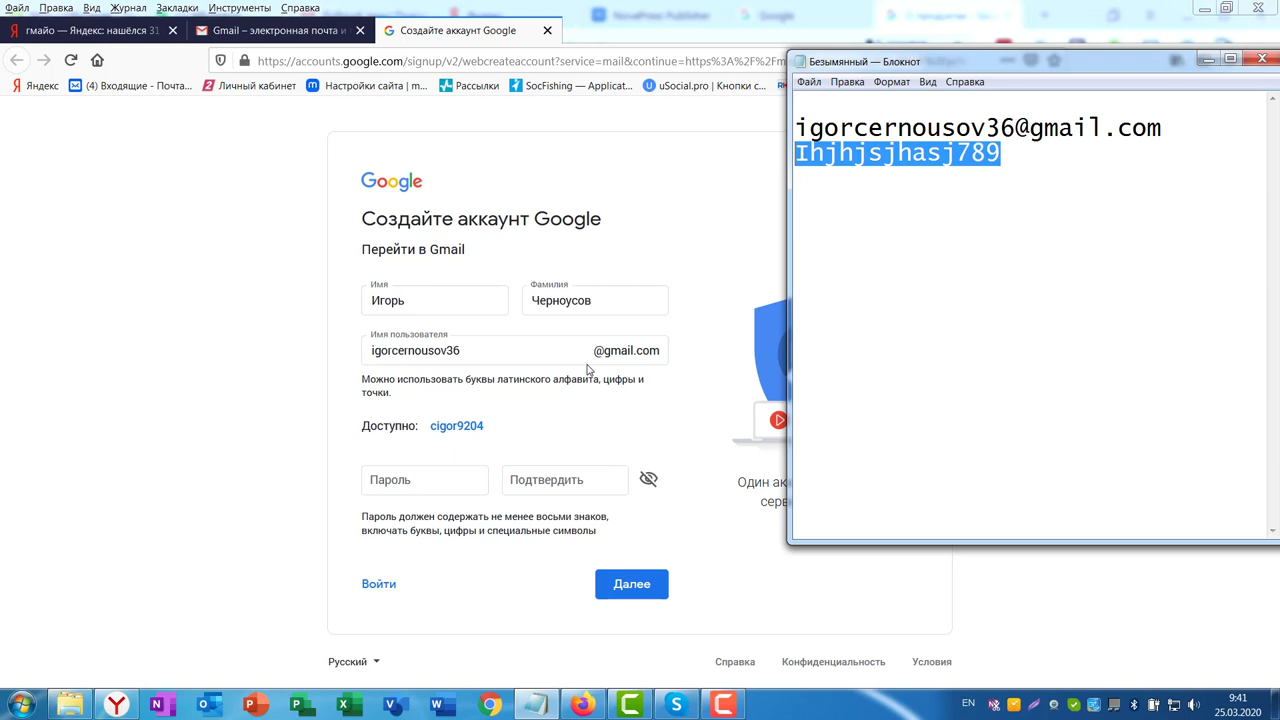 Файл Правка Вид Журнал Закладки Инструменты Справка
гмайо — Яндекс: нашёлся 31
Gmail – электронная почта и
Создайте аккаунт Google
https://accounts.google.com/signup/v2/webcreateaccount?service=mail&continue=https%3A%2F%2Fm
Яндекс
(4) Входящие - Почта...
Личный кабинет
Настройки сайта | m...
Рассылки
SocFishing — Applicat...
uSocial.pro | Кнопки с...
Безымянный — Блокнот
Файл Правка Формат Вид Справка
igorcernousov36@gmail.com
Ihjhjsjhasj789
Google
Создайте аккаунт Google
Перейти в Gmail
Имя
Игорь
Фамилия
Черноусов
Имя пользователя
igorcernousov36 @gmail.com
Можно использовать буквы латинского алфавита, цифры и
точки.
Доступно: cigor9204
Пароль
Подтвердить
Пароль должен содержать не менее восьми знаков,
включать буквы, цифры и специальные символы
Войти
Далее
Один
Русский
Справка
Конфиденциальность
Условия
EN
9:41
25.03.2020